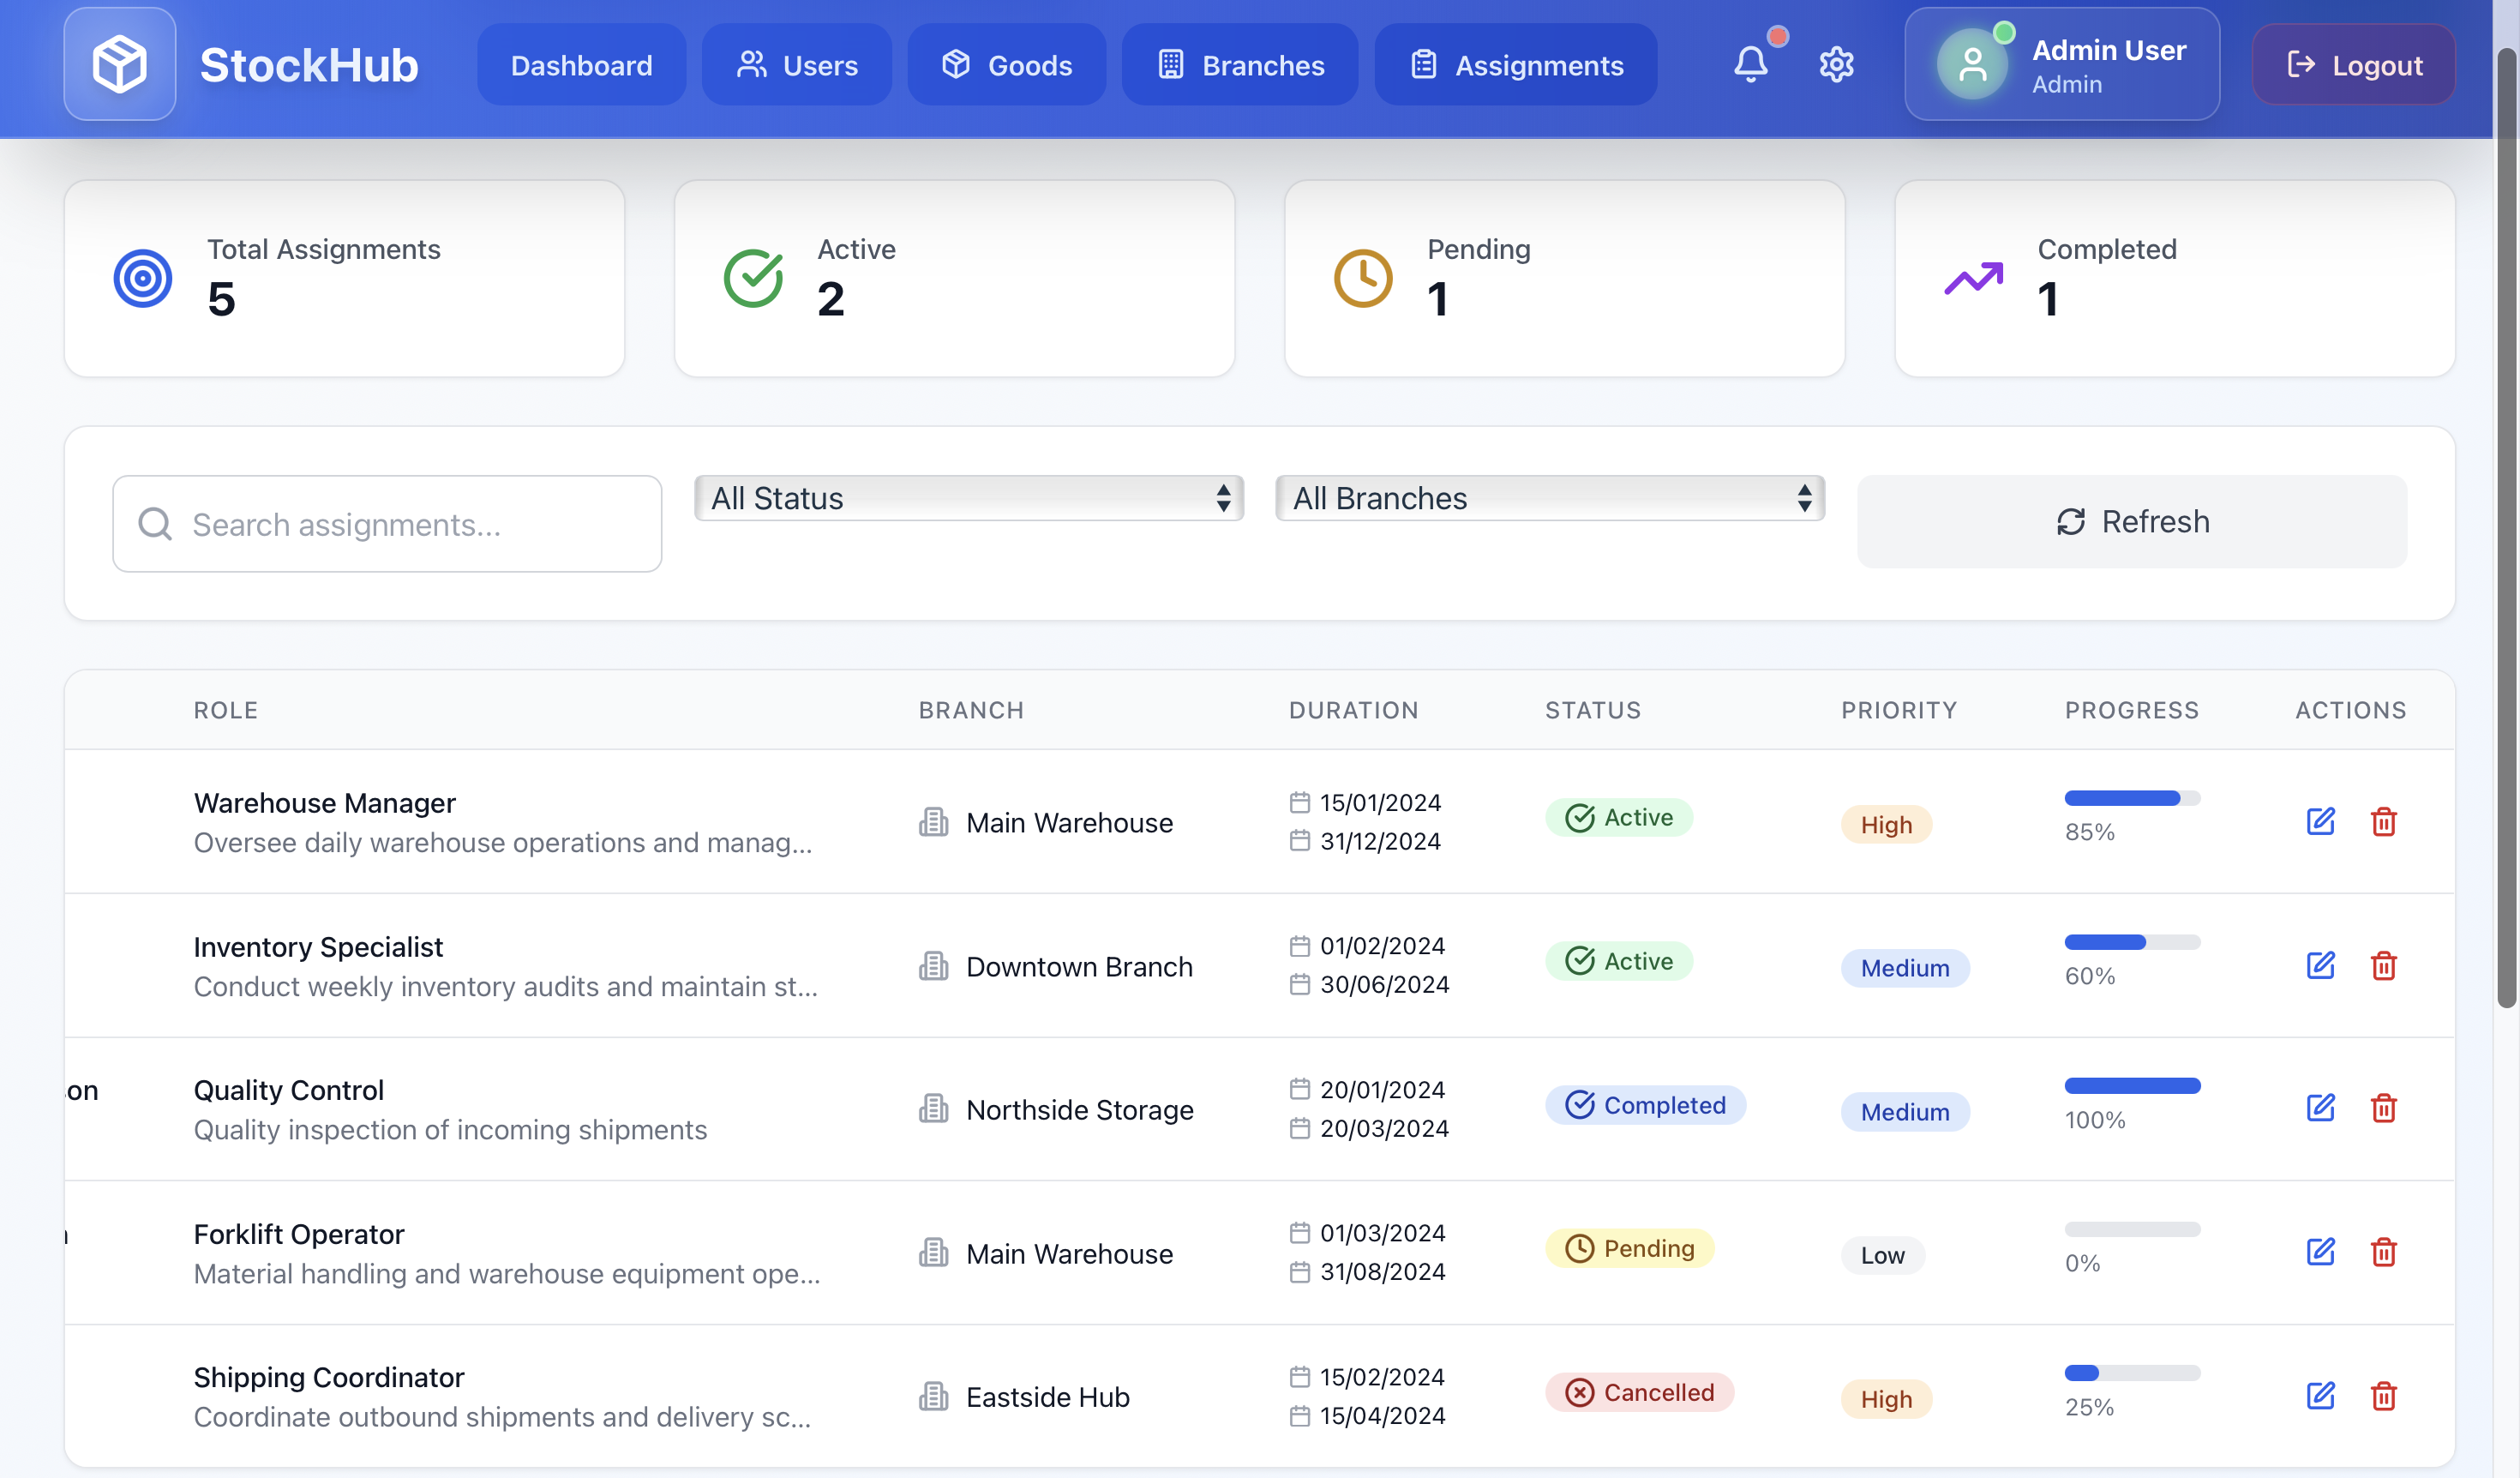 StockHub
Dashboard
Users
Goods
Branches
Assignments
Admin User
Admin
Logout
Total Assignments
5
Active
2
Pending
1
Completed
1
Search assignments...
All Status
All Branches
Refresh
ROLE BRANCH DURATION STATUS PRIORITY PROGRESS ACTIONS
Warehouse Manager
Oversee daily warehouse operations and manag...
Main Warehouse
15/01/2024
31/12/2024
Active
High
85%
Inventory Specialist
Conduct weekly inventory audits and maintain st...
Downtown Branch
01/02/2024
30/06/2024
Active
Medium
60%
on
Quality Control
Quality inspection of incoming shipments
Northside Storage
20/01/2024
20/03/2024
Completed
Medium
100%
Forklift Operator
Material handling and warehouse equipment ope...
Main Warehouse
01/03/2024
31/08/2024
Pending
Low
0%
Shipping Coordinator
Coordinate outbound shipments and delivery sc...
Eastside Hub
15/02/2024
15/04/2024
Cancelled
High
25%